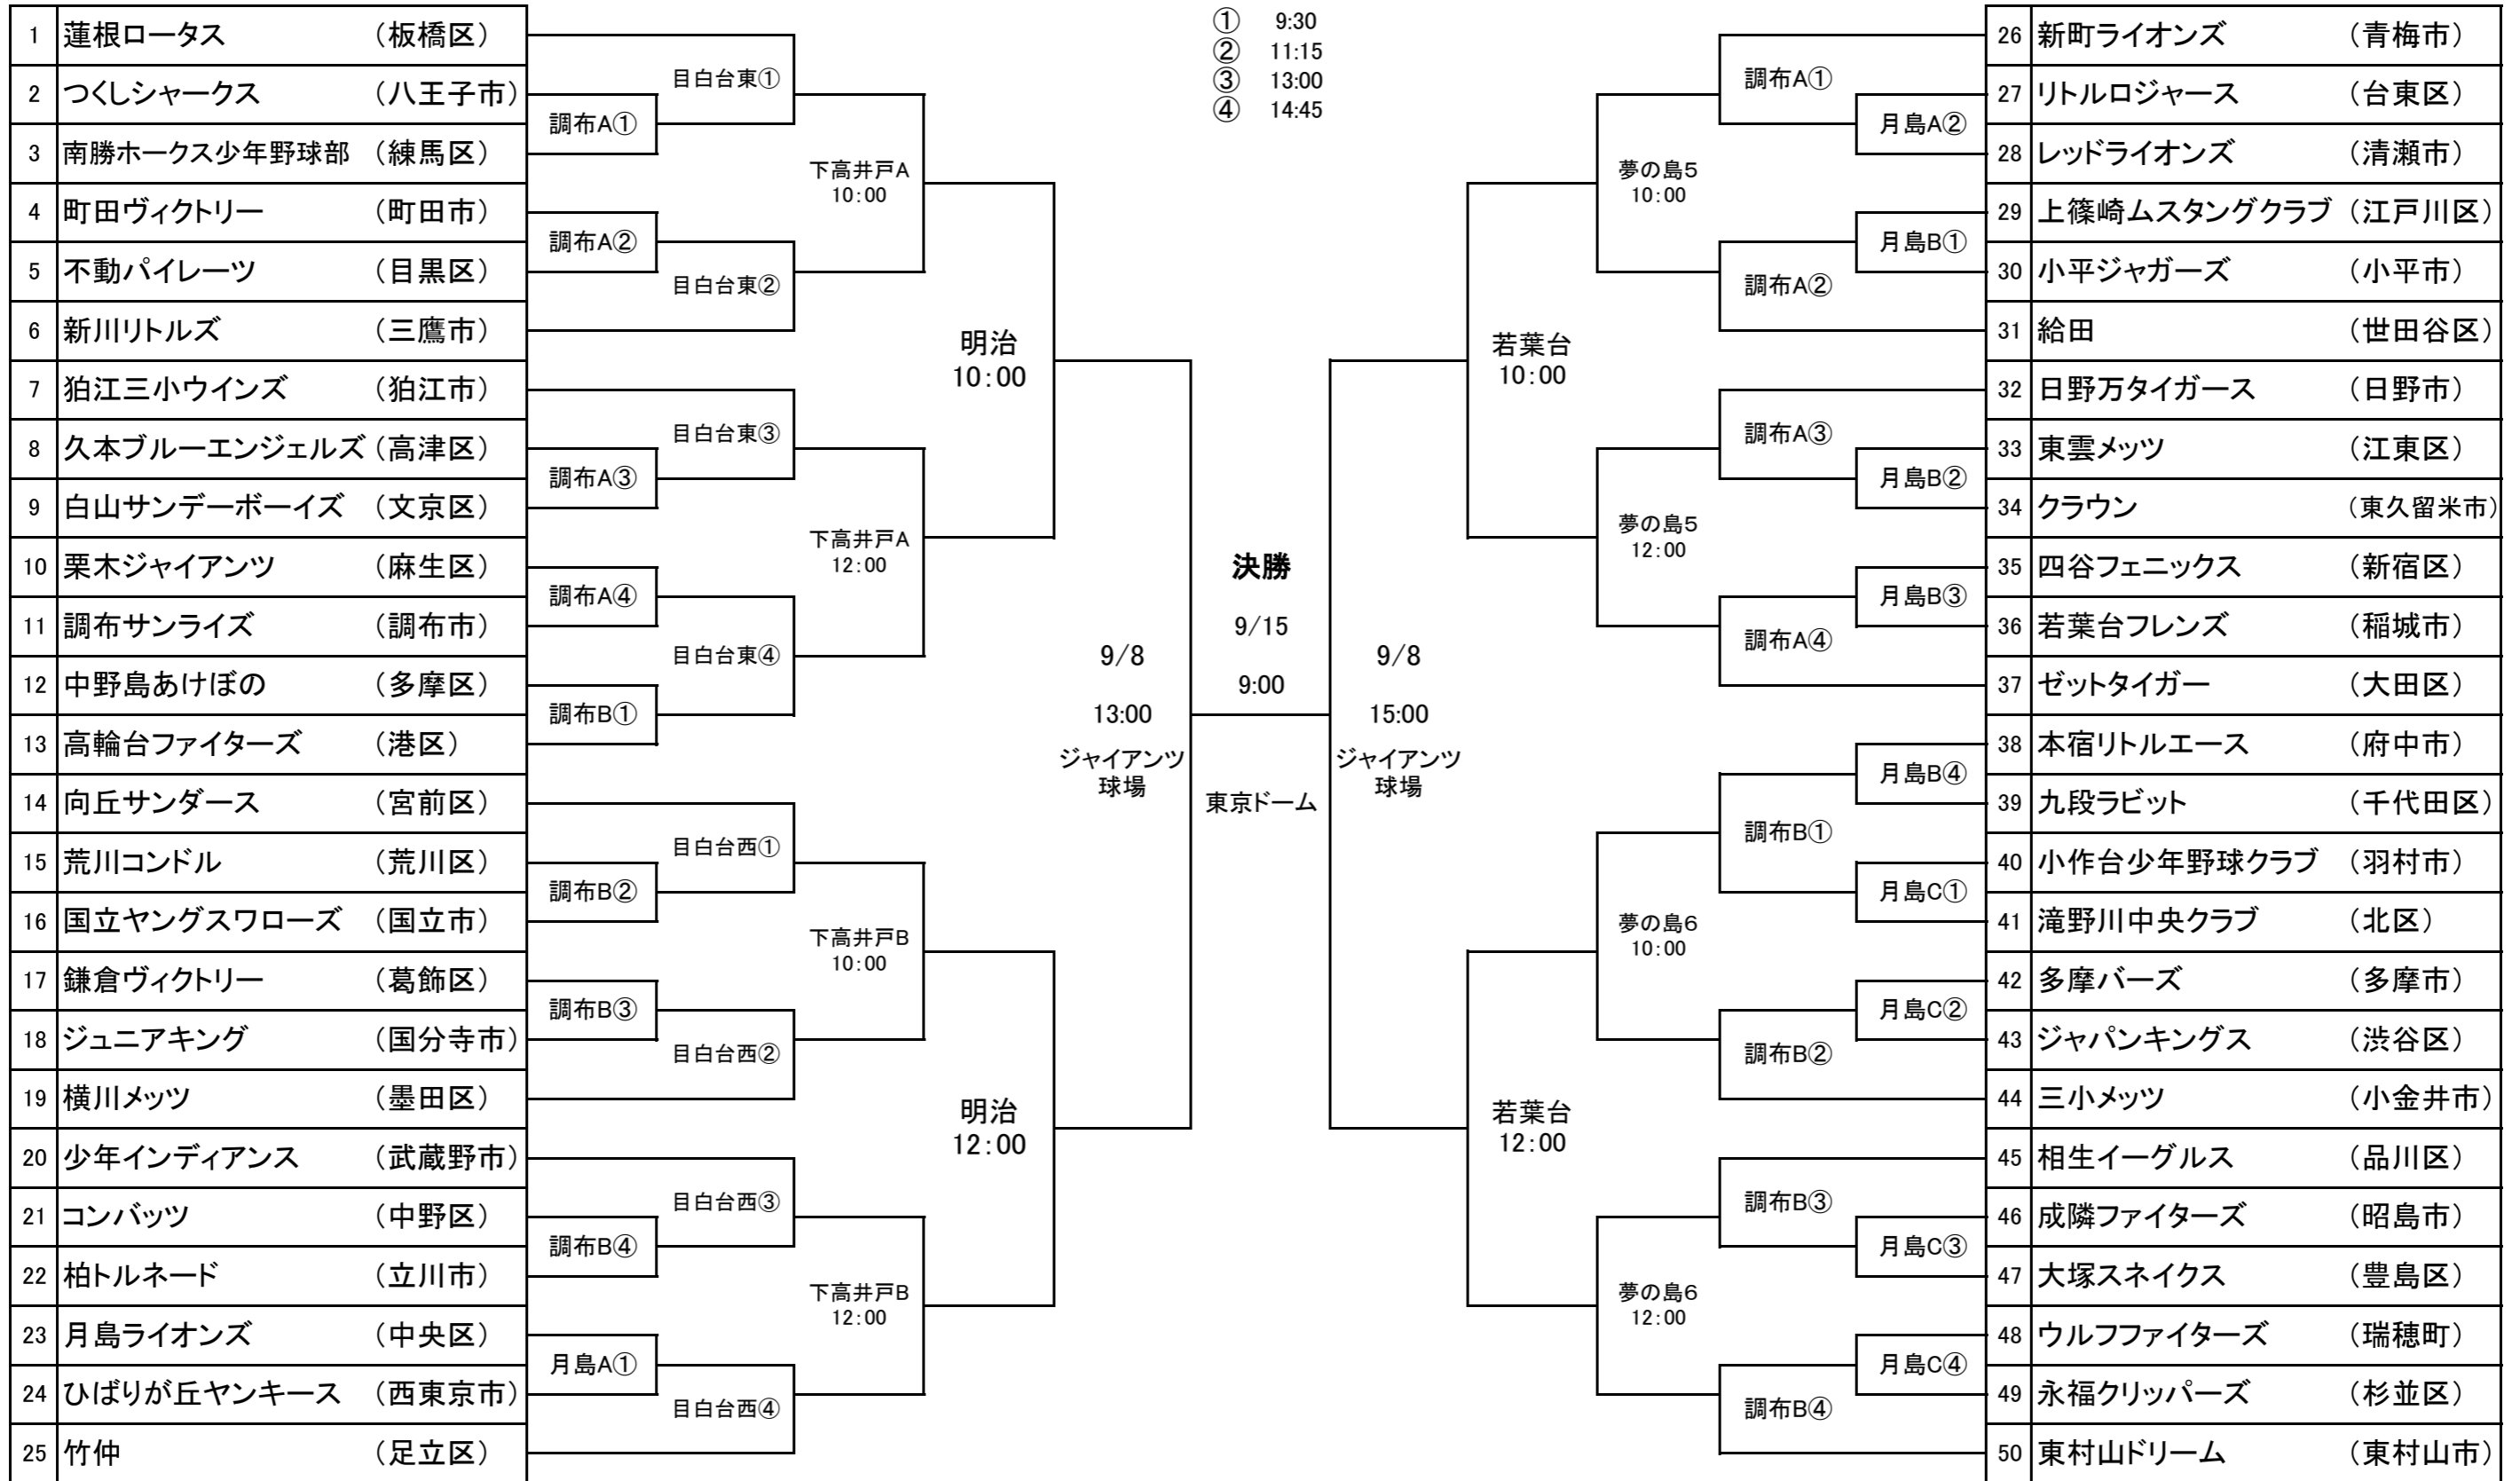 1 蓮根ロータス （板橋区）
2 つくしシャークス （八王子市）
3 南勝ホークス少年野球部 （練馬区）
4 町田ヴィクトリー （町田市）
5 不動パイレーツ （目黒区）
6 新川リトルズ （三鷹市）
7 狛江三小ウインズ （狛江市）
8 久本ブルーエンジェルズ （高津区）
9 白山サンデーボーイズ （文京区）
10 栗木ジャイアンツ （麻生区）
11 調布サンライズ （調布市）
12 中野島あけぼの （多摩区）
13 高輪台ファイターズ （港区）
14 向丘サンダース （宮前区）
15 荒川コンドル （荒川区）
16 国立ヤングスワローズ （国立市）
17 鎌倉ヴィクトリー （葛飾区）
18 ジュニアキング （国分寺市）
19 横川メッツ （墨田区）
20 少年インディアンス （武蔵野市）
21 コンバッツ （中野区）
22 柏トルネード （立川市）
23 月島ライオンズ （中央区）
24 ひばりが丘ヤンキース （西東京市）
25 竹仲 （足立区）
調布A①
調布A②
調布A③
調布A④
調布B①
調布B②
調布B③
調布B④
月島A①
目白台東①
目白台東②
目白台東③
目白台東④
目白台西①
目白台西②
目白台西③
目白台西④
下高井戸A
10：00
下高井戸A
12：00
下高井戸B
10：00
下高井戸B
12：00
明治
10：00
明治
12：00
9/8
13:00
ジャイアンツ
球場
① 9:30
② 11:15
③ 13:00
④ 14:45
決勝
9/15
9:00
東京ドーム
9/8
15:00
ジャイアンツ
球場
若葉台
10：00
若葉台
12：00
夢の島5
10：00
夢の島5
12：00
夢の島6
10：00
夢の島6
12：00
調布A①
調布A②
調布A③
調布A④
調布B①
調布B②
調布B③
調布B④
月島A②
月島B①
月島B②
月島B③
月島B④
月島C①
月島C②
月島C③
月島C④
26 新町ライオンズ （青梅市）
27 リトルロジャース （台東区）
28 レッドライオンズ （清瀬市）
29 上篠崎ムスタングクラブ （江戸川区）
30 小平ジャガーズ （小平市）
31 給田 （世田谷区）
32 日野万タイガース （日野市）
33 東雲メッツ （江東区）
34 クラウン （東久留米市）
35 四谷フェニックス （新宿区）
36 若葉台フレンズ （稲城市）
37 ゼットタイガー （大田区）
38 本宿リトルエース （府中市）
39 九段ラビット （千代田区）
40 小作台少年野球クラブ （羽村市）
41 滝野川中央クラブ （北区）
42 多摩バーズ （多摩市）
43 ジャパンキングス （渋谷区）
44 三小メッツ （小金井市）
45 相生イーグルス （品川区）
46 成隣ファイターズ （昭島市）
47 大塚スネイクス （豊島区）
48 ウルフファイターズ （瑞穂町）
49 永福クリッパーズ （杉並区）
50 東村山ドリーム （東村山市）